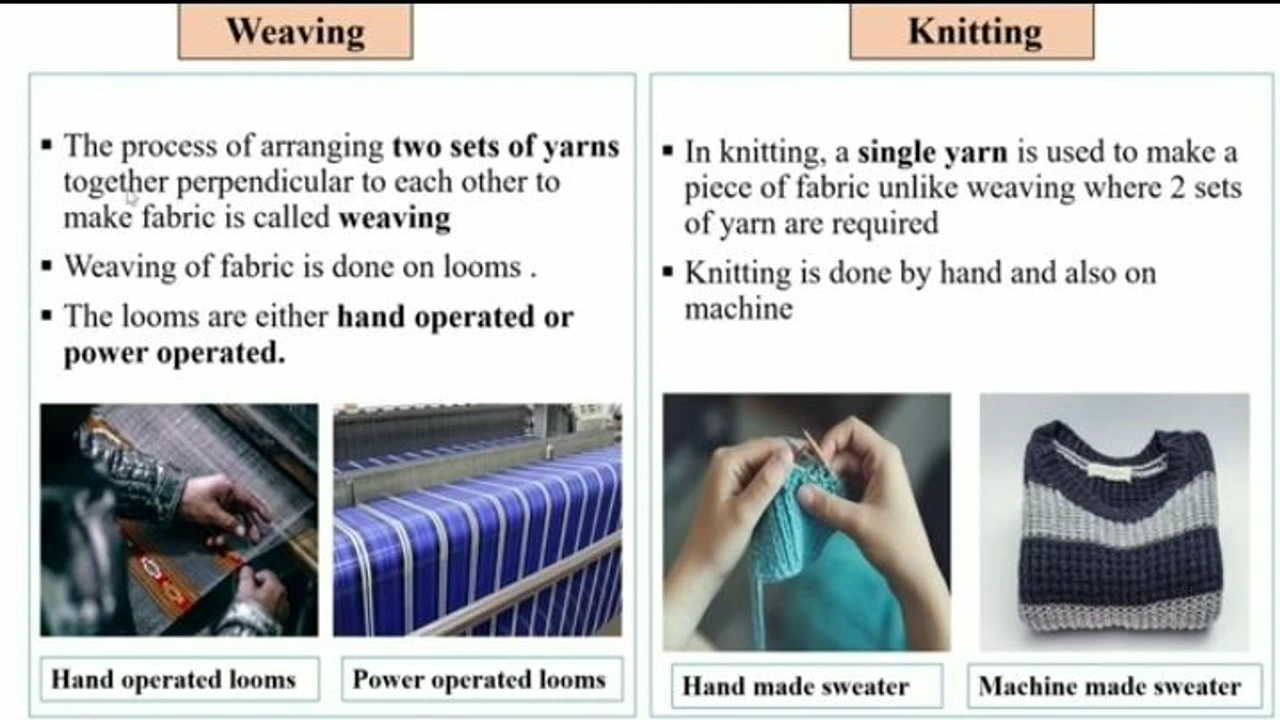 Weaving
▪ The process of arranging two sets of yarns
together perpendicular to each other to
make fabric is called weaving
▪ Weaving of fabric is done on looms .
▪ The looms are either hand operated or
power operated.
Hand operated looms
Power operated looms
Knitting
▪ In knitting, a single yarn is used to make a
piece of fabric unlike weaving where 2 sets
of yarn are required
▪ Knitting is done by hand and also on
machine
Hand made sweater
Machine made sweater